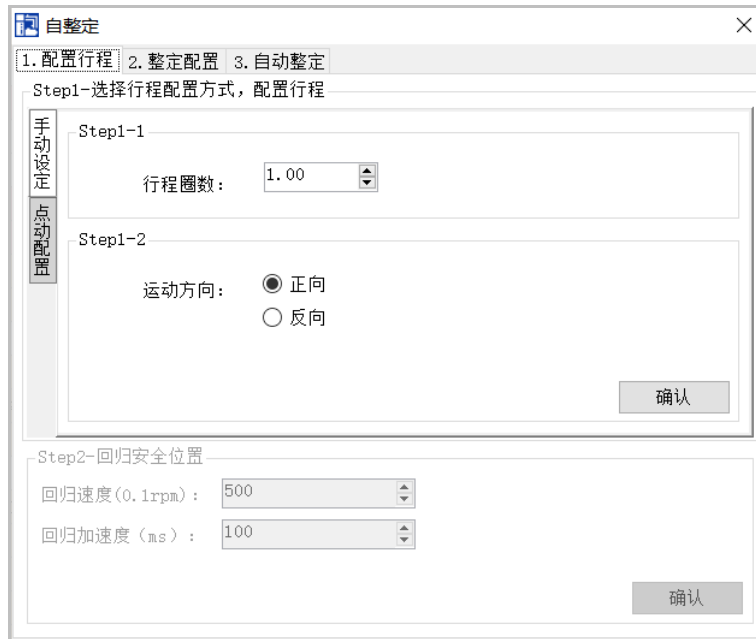 自整定
1.配置行程 2.整定配置 3.自动整定
Step1-选择行程配置方式，配置行程
手动设定
点动配置
Step1-1
行程圈数： 1.00
Step1-2
运动方向： 正向
反向
确认
Step2-回归安全位置
回归速度(0.1rpm)： 500
回归加速度（ms）： 100
确认